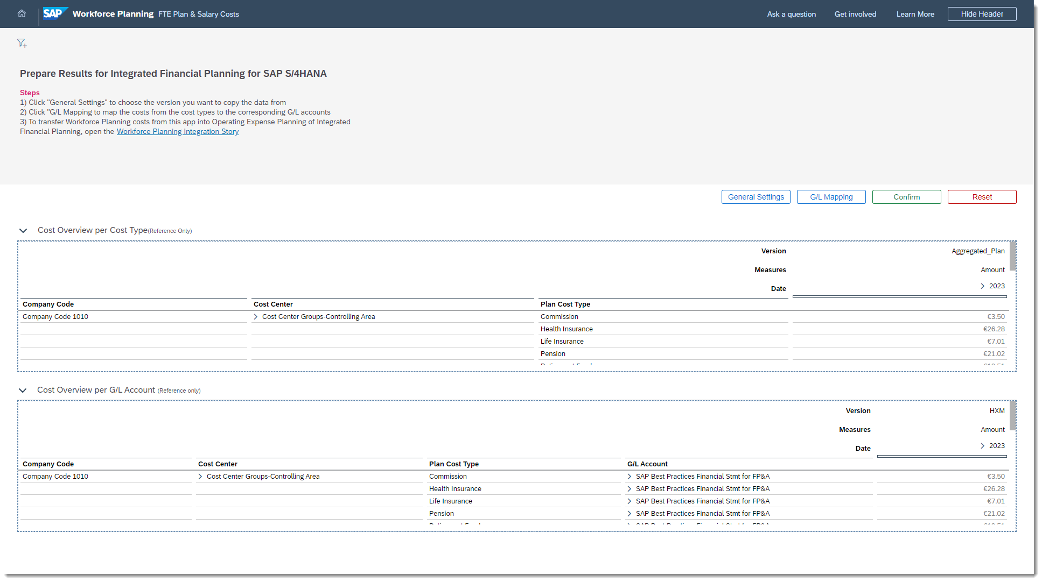 SAP Workforce Planning FTE Plan & Salary Costs Ask a question Get involved Learn More Hide Header
Prepare Results for Integrated Financial Planning for SAP S/4HANA
Steps
1) Click "General Settings" to choose the version you want to copy the data from
2) Click "G/L Mapping to map the costs from the cost types to the corresponding G/L accounts
3) To transfer Workforce Planning costs from this app into Operating Expense Planning of Integrated
Financial Planning, open the Workforce Planning Integration Story
General Settings G/L Mapping Confirm Reset
Cost Overview per Cost Type(Reference Only)
Version Aggregated_Plan
Measures Amount
Date > 2023
Company Code Cost Center Plan Cost Type
Company Code 1010 > Cost Center Groups-Controlling Area Commission €3.50
Health Insurance €26.28
Life Insurance €7.01
Pension €21.02
Cost Overview per G/L Account (Reference only)
Version HXM
Measures Amount
Date > 2023
Company Code Cost Center Plan Cost Type G/L Account
Company Code 1010 > Cost Center Groups-Controlling Area Commission > SAP Best Practices Financial Stmt for FP&A €3.50
Health Insurance > SAP Best Practices Financial Stmt for FP&A €26.28
Life Insurance > SAP Best Practices Financial Stmt for FP&A €7.01
Pension > SAP Best Practices Financial Stmt for FP&A €21.02